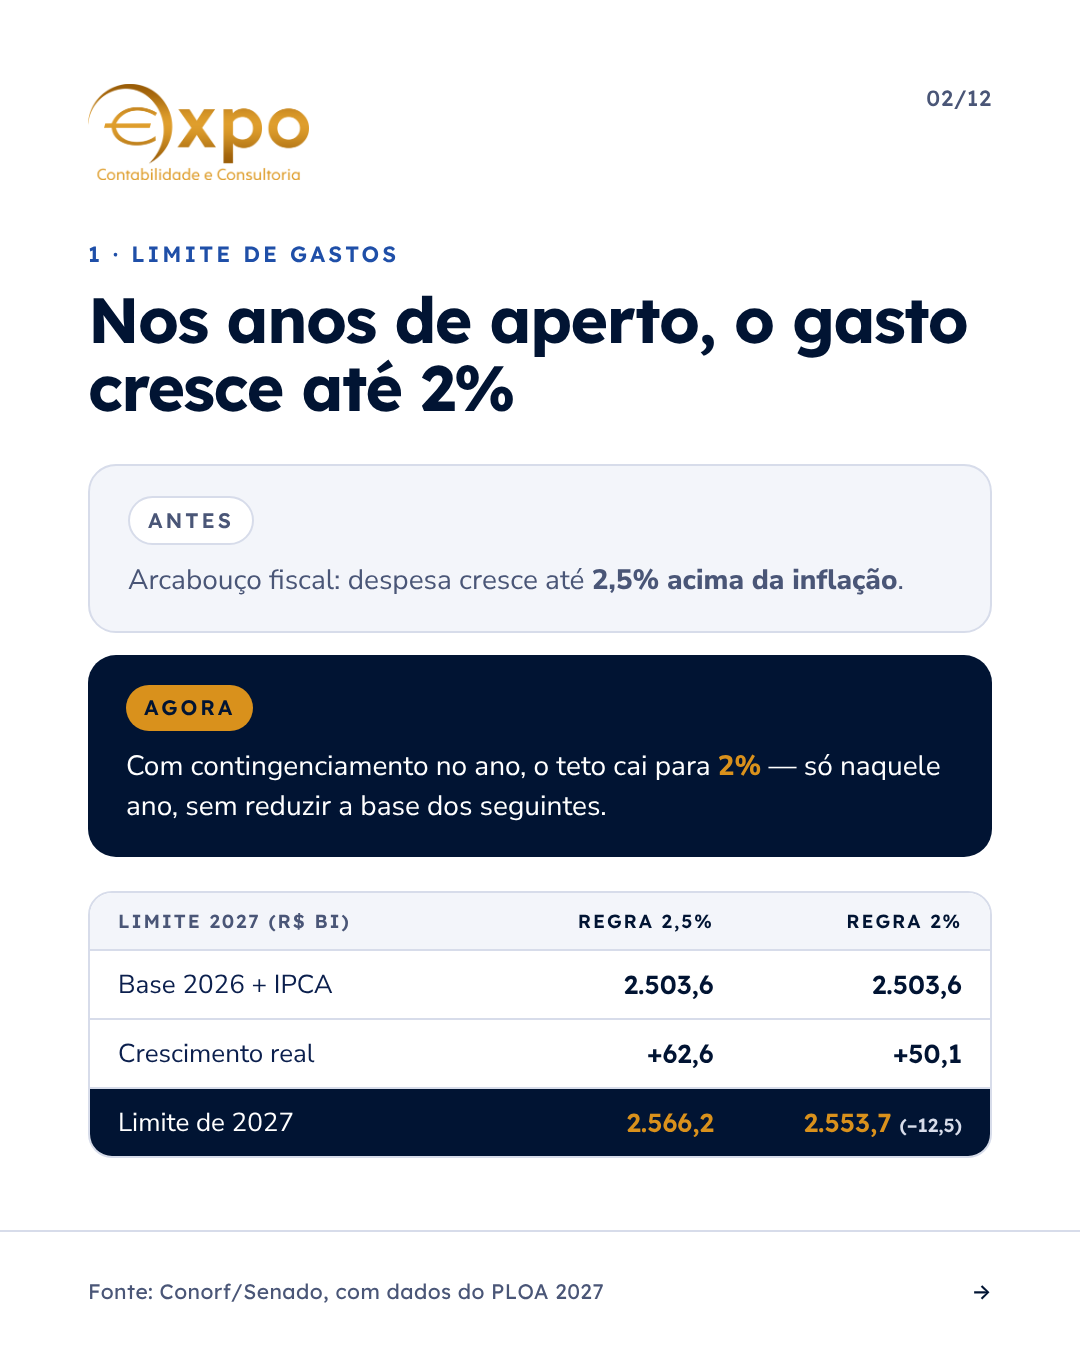 Expo
Contabilidade e Consultoria
02/12
1 · LIMITE DE GASTOS
Nos anos de aperto, o gasto
cresce até 2%
ANTES
Arcabouço fiscal: despesa cresce até 2,5% acima da inflação.
AGORA
Com contingenciamento no ano, o teto cai para 2% — só naquele
ano, sem reduzir a base dos seguintes.
LIMITE 2027 (R$ BI) REGRA 2,5% REGRA 2%
Base 2026 + IPCA 2.503,6 2.503,6
Crescimento real +62,6 +50,1
Limite de 2027 2.566,2 2.553,7 (−12,5)
Fonte: Conorf/Senado, com dados do PLOA 2027 →